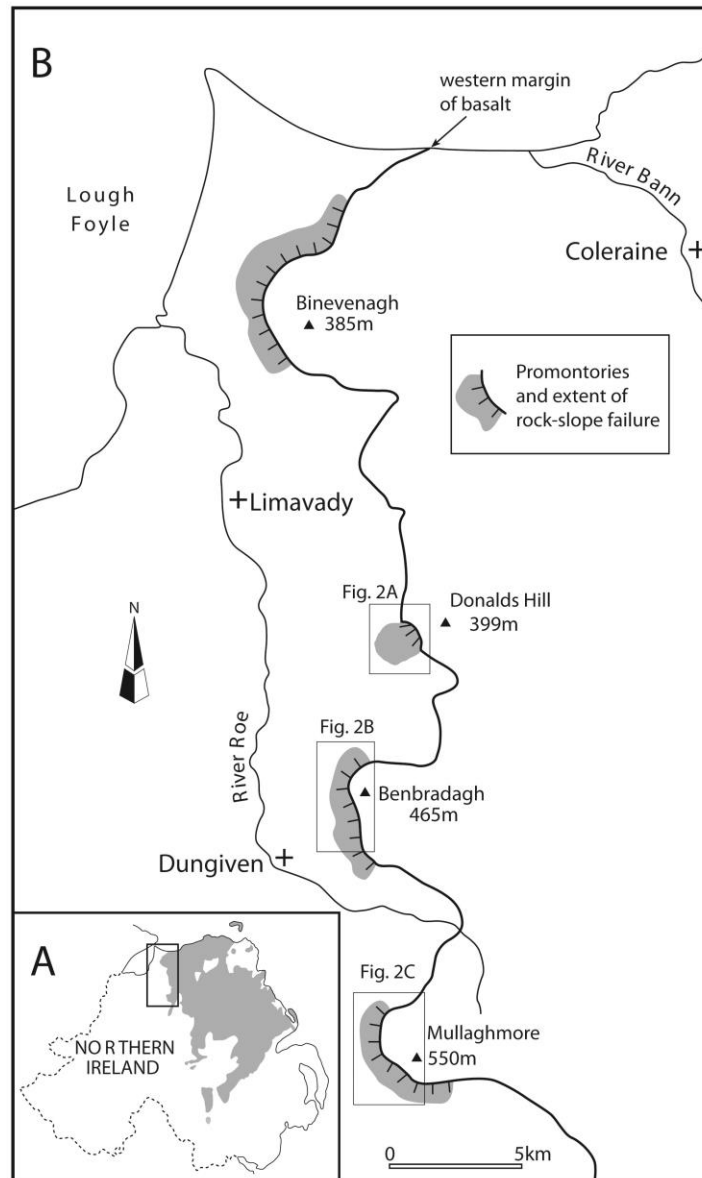 B
western margin
of basalt
Lough
Foyle
River Bann
Coleraine
Binevenagh
385m
Promontories
and extent of
rock-slope failure
Limavady
Fig. 2A
Donalds Hill
399m
N
River Roe
Fig. 2B
Benbradagh
465m
Dungiven
A
NO R THERN
IRELAND
Fig. 2C
Mullaghmore
550m
0 5km